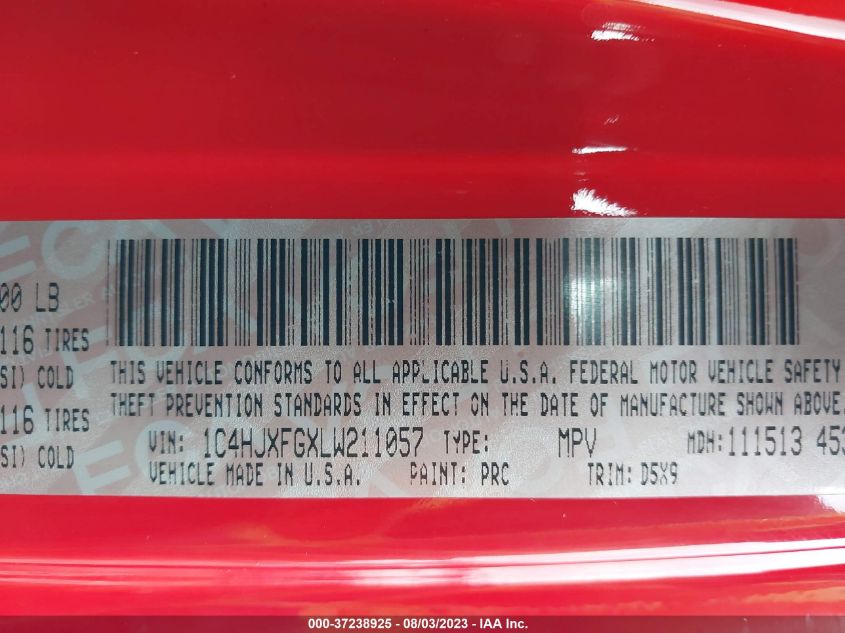 00 LB
116 TIRES
SI) COLD
116 TIRES
SI) COLD
THIS VEHICLE CONFORMS TO ALL APPLICABLE U.S.A. FEDERAL MOTOR VEHICLE SAFETY
THEFT PREVENTION STANDARDS IN EFFECT ON THE DATE OF MANUFACTURE SHOWN ABOVE.
VIN: 1C4HJXFGXLW211057 TYPE: MPV MDH:111513 453
VEHICLE MADE IN U.S.A. PAINT: PRC TRIM: D5X9
000-37238925 - 08/03/2023 - IAA Inc.